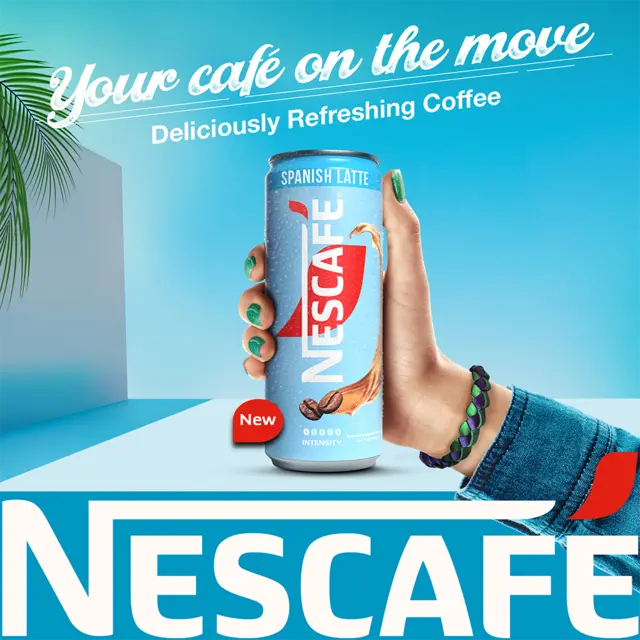 Your café on the move
Deliciously Refreshing Coffee
SPANISH LATTE
NESCAFÉ
New
INTENSITY
NESCAFÉ